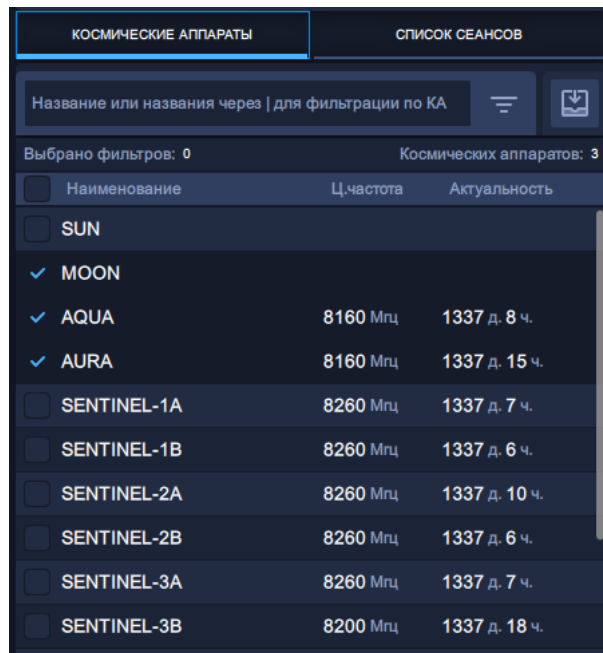 КОСМИЧЕСКИЕ АППАРАТЫ СПИСОК СЕАНСОВ
Название или названия через | для фильтрации по КА
Выбрано фильтров: 0 Космических аппаратов: 3
Наименование Ц.частота Актуальность
SUN
MOON
AQUA 8160 Мгц 1337 д. 8 ч.
AURA 8160 Мгц 1337 д. 15 ч.
SENTINEL-1A 8260 Мгц 1337 д. 7 ч.
SENTINEL-1B 8260 Мгц 1337 д. 6 ч.
SENTINEL-2A 8260 Мгц 1337 д. 10 ч.
SENTINEL-2B 8260 Мгц 1337 д. 6 ч.
SENTINEL-3A 8260 Мгц 1337 д. 7 ч.
SENTINEL-3B 8200 Мгц 1337 д. 18 ч.